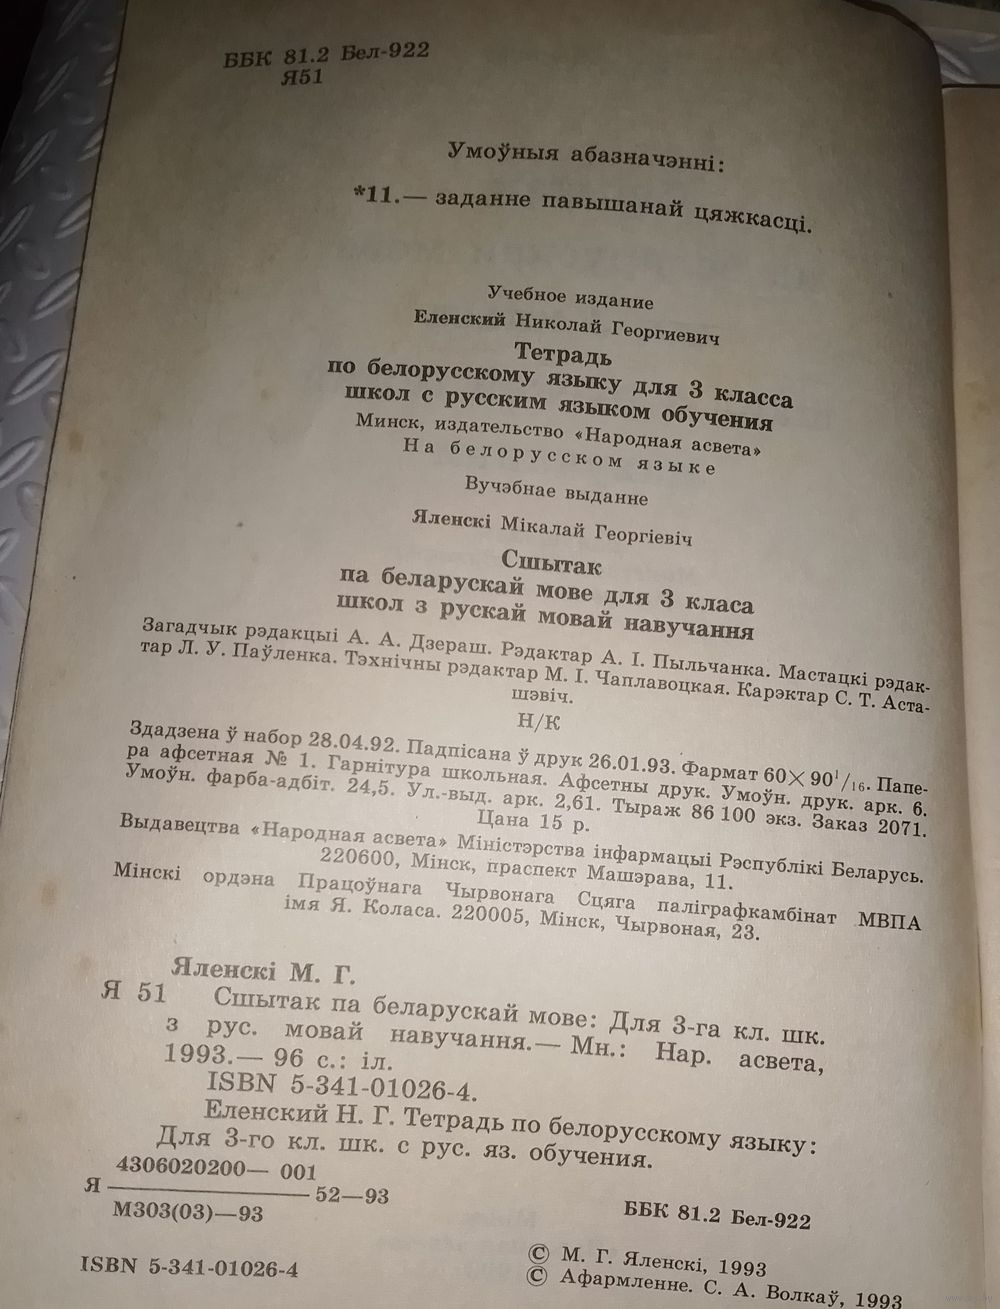 ББК 81.2 Бел-922
Я51
Умоўныя абазначэнні:
*11.— заданне павышанай цяжкасці.
Учебное издание
Еленский Николай Георгиевич
Тетрадь
по белорусскому языку для 3 класса
школ с русским языком обучения
Минск, издательство «Народная асвета»
На белорусском языке
Вучэбнае выданне
Яленскі Мікалай Георгіевіч
Сшытак
па беларускай мове для 3 класа
школ з рускай мовай навучання
Загадчык рэдакцыі А. А. Дзераш. Рэдактар А. І. Пыльчанка. Мастацкі рэдак-
тар Л. У. Паўленка. Тэхнічны рэдактар М. І. Чаплавоцкая. Карэктар С. Т. Аста-
шэвіч.
Н/К
Здадзена ў набор 28.04.92. Падпісана ў друк 26.01.93. Фармат 60×90¹/₁₆. Папе-
ра афсетная № 1. Гарнітура школьная. Афсетны друк. Умоўн. друк. арк. 6.
Умоўн. фарба-адбіт. 24,5. Ул.-выд. арк. 2,61. Тыраж 86 100 экз. Заказ 2071.
Цана 15 р.
Выдавецтва «Народная асвета» Міністэрства інфармацыі Рэспублікі Беларусь.
220600, Мінск, праспект Машэрава, 11.
Мінскі ордэна Працоўнага Чырвонага Сцяга паліграфкамбінат МВПА
імя Я. Коласа. 220005, Мінск, Чырвоная, 23.
Яленскі М. Г.
Я 51 Сшытак па беларускай мове: Для 3-га кл. шк.
з рус. мовай навучання.— Мн.: Нар. асвета,
1993.— 96 с.: іл.
ISBN 5-341-01026-4.
Еленский Н. Г. Тетрадь по белорусскому языку:
Для 3-го кл. шк. с рус. яз. обучения.
4306020200— 001
Я 52—93
М303(03)—93
ББК 81.2 Бел-922
ISBN 5-341-01026-4
© М. Г. Яленскі, 1993
© Афармленне. С. А. Волкаў, 1993